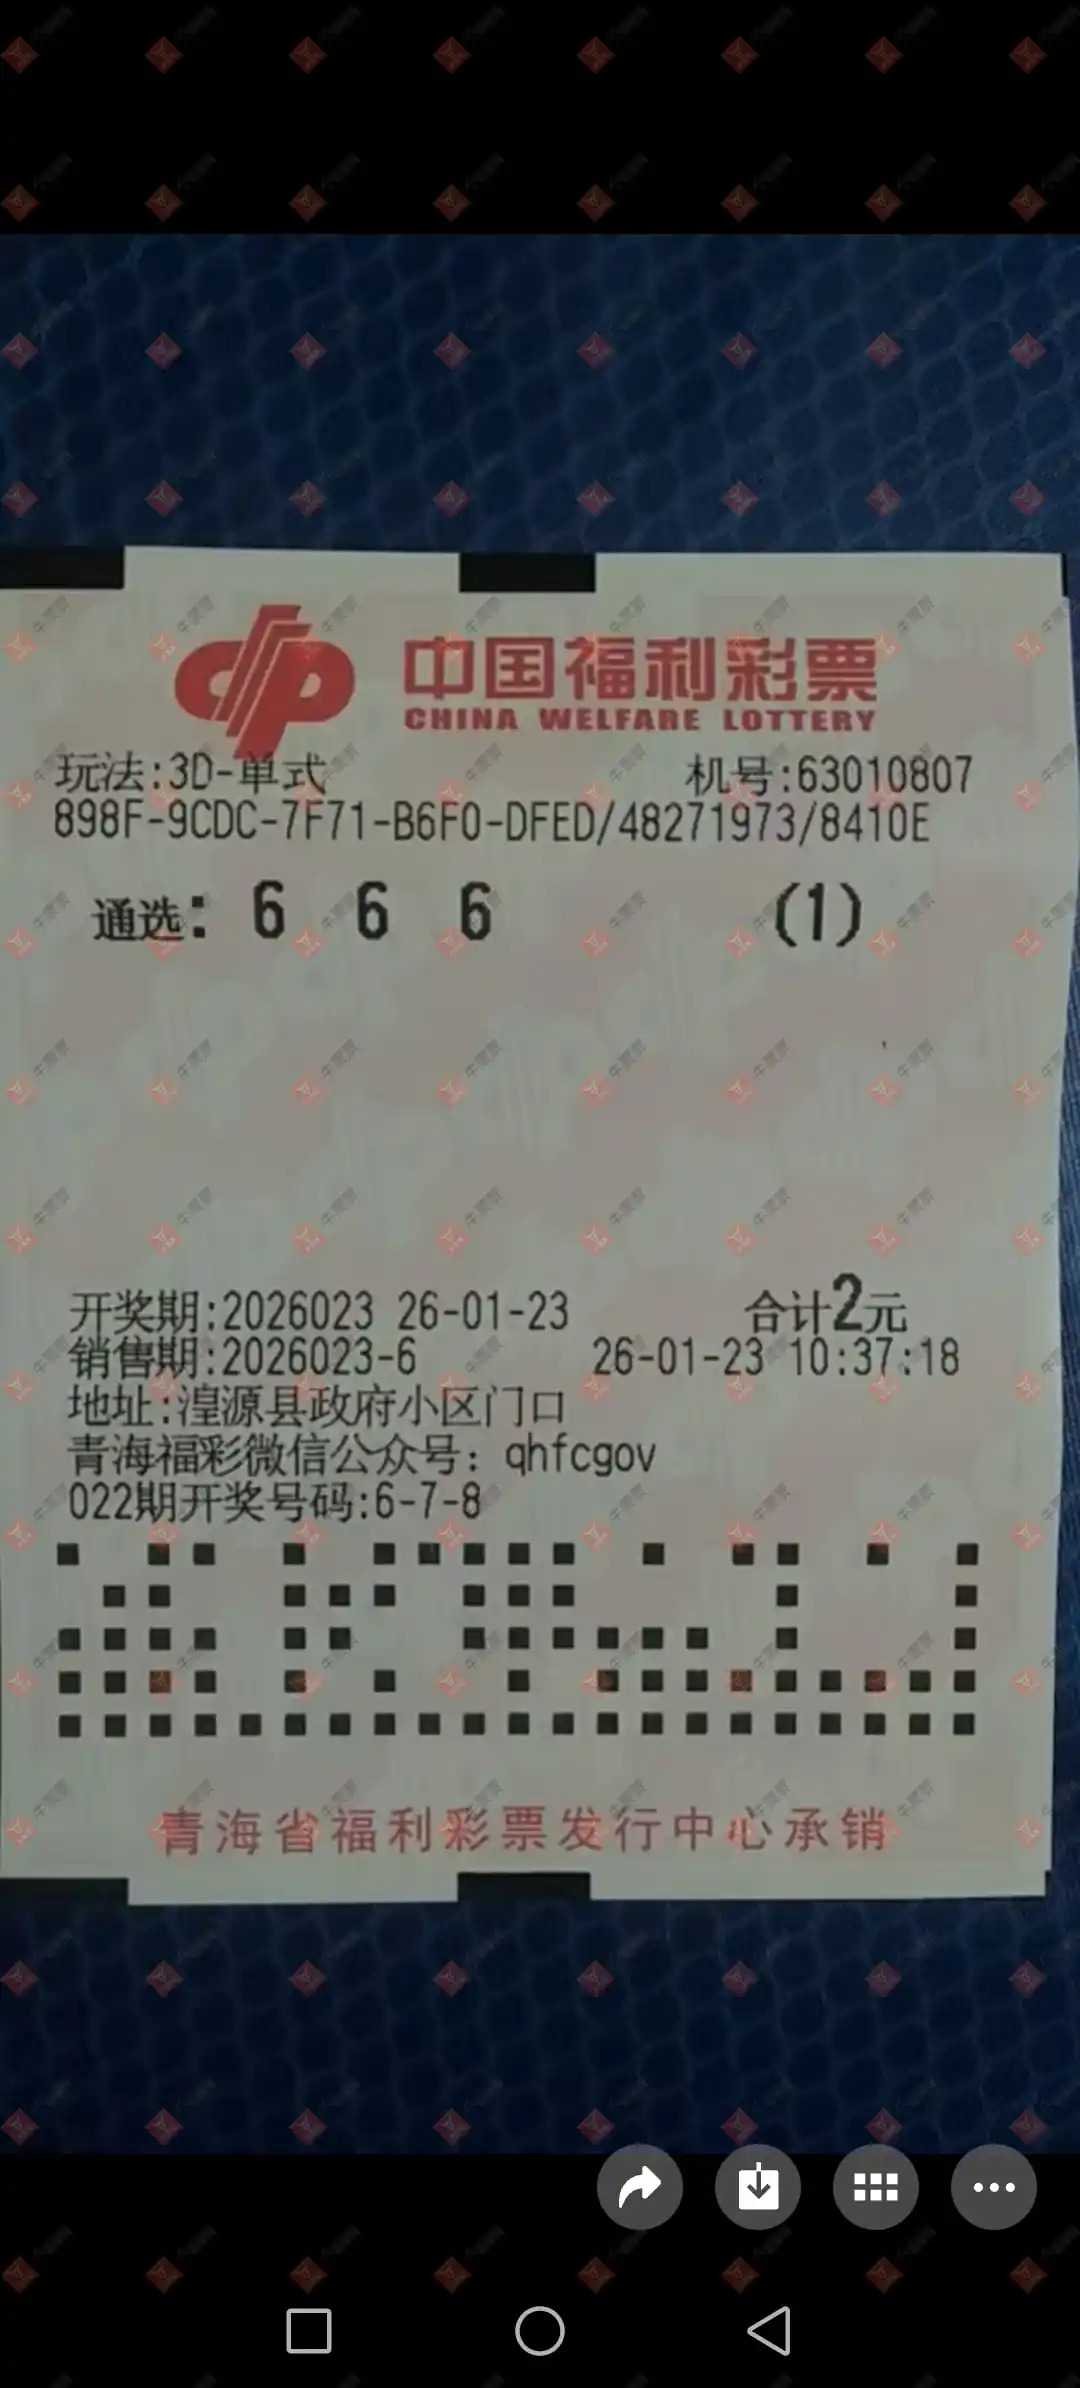 中国福利彩票
CHINA WELFARE LOTTERY
玩法:3D-单式 机号:63010807
898F-9CDC-7F71-B6F0-DFED/48271973/8410E
通选: 6 6 6 (1)
开奖期:2026023 26-01-23 合计2元
销售期:2026023-6 26-01-23 10:37:18
地址:湟源县政府小区门口
青海福彩微信公众号: qhfcgov
022期开奖号码:6-7-8
青海省福利彩票发行中心承销